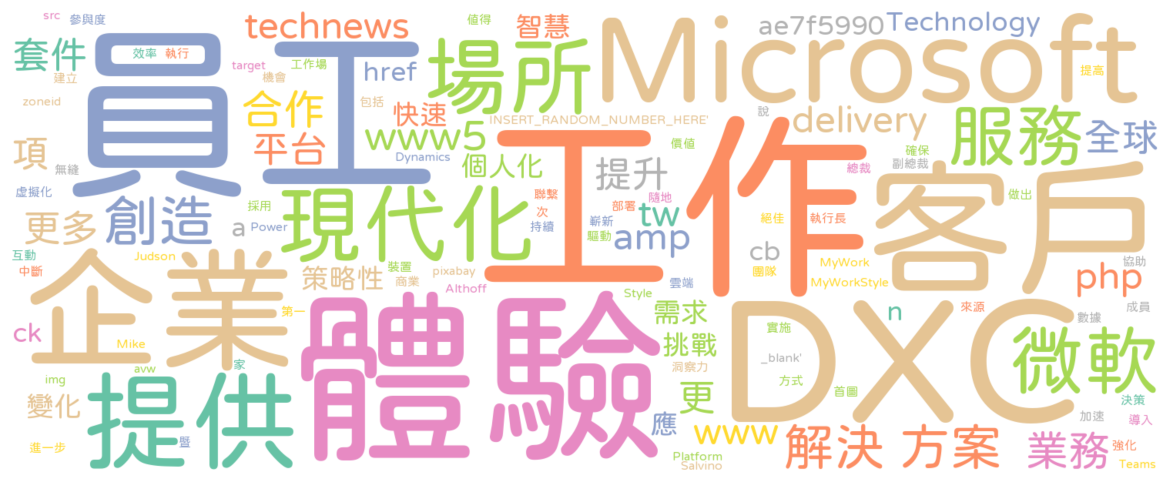 src 參與度
technews
值得
智慧
ae7f5990
Technology
套件
效率 執行
員工
target
機會
工作場
href
場所
Microsoft
提高
建立
zoneid
合作
包括
快速
INSERT_RANDOM_NUMBER_HERE'
說
delivery
服務
全球
平台
www5
Dynamics
價值
項
無縫
個人化
提升
確保
副總裁
總裁
虛擬化
工作
客戶
聯繫
隨地
做出
更多
創造
a
採用
Power
現代化
次
部署
tw
嶄新
持續
驅動
amp
絕佳
執行長
cb
互動
中斷
Judson
企業
策略性
裝置
商業
pixabay
Althoff
雲端
團隊
MyWork
MyWorkStyle
協助
php
Style
第一
ck
Mike
體驗
需求
DXC
n
來源
成員
數據
實施
挑戰
_blank'
微軟
avw
家
img
提供
洞察力
方式
首圖
更
決策
變化
應
www
加速
導入
進一步
暨
Platform
Salvino
解決
方案
業務
強化
Teams